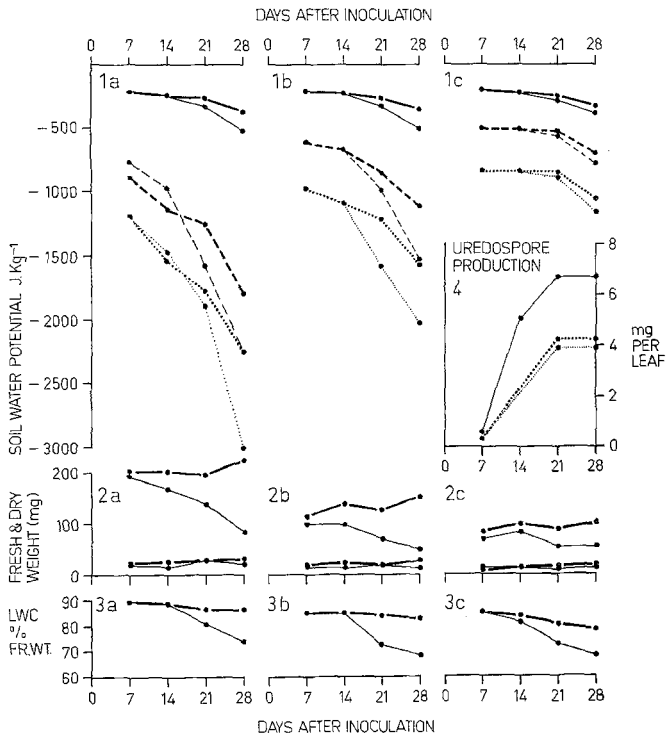 DAYS AFTER INOCULATION
0 7 14 21 28 0 7 14 21 28 0 7 14 21 28
1a 1b 1c
-500
-1000
-1500
-2000
-2500
-3000
SOIL WATER POTENTIAL J.Kg-1
UREDOSPORE
PRODUCTION
4
8
6
4
2
0
mg
PER
LEAF
0 7 14 21 28
2a 2b 2c
200
100
0
FRESH & DRY
WEIGHT (mg)
3a 3b 3c
90
80
70
60
LWC
%
FR.WT.
0 7 14 21 28 0 7 14 21 28 0 7 14 21 28
DAYS AFTER INOCULATION